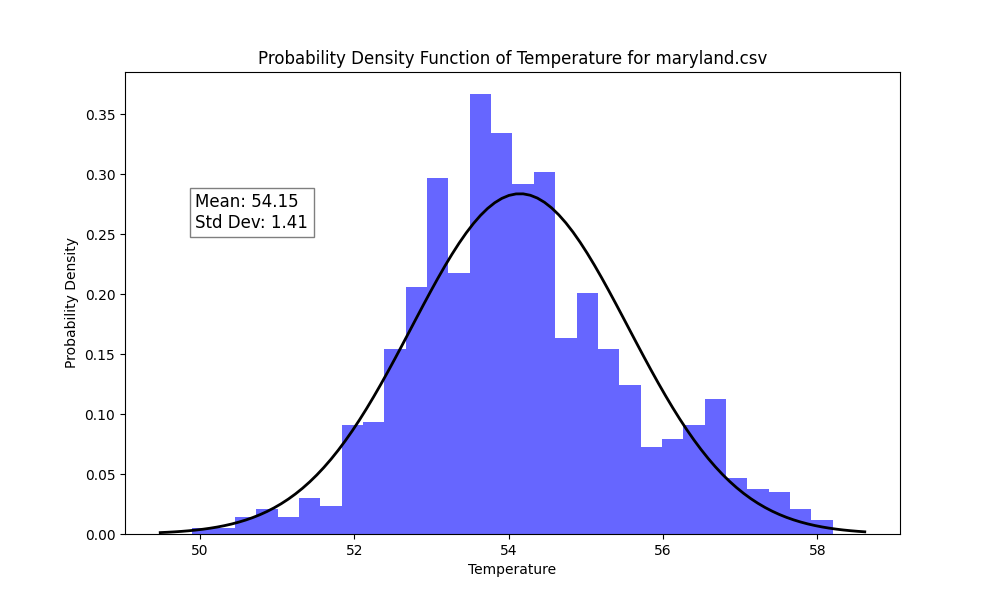 Probability Density Function of Temperature for maryland.csv
0.35
0.30
0.25
0.20
0.15
0.10
0.05
0.00
Probability Density
Mean: 54.15
Std Dev: 1.41
50 52 54 56 58
Temperature